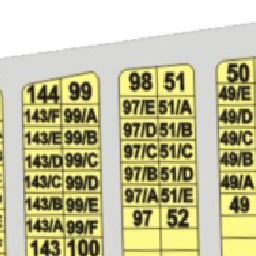 144 99
143/F 99/A
143/E 99/B
143/D 99/C
143/C 99/D
143/B 99/E
143/A 99/F
143 100
98 51
97/E 51/A
97/D 51/B
97/C 51/C
97/B 51/D
97/A 51/E
97 52
50
49/E
49/D
49/C
49/B
49/A
49